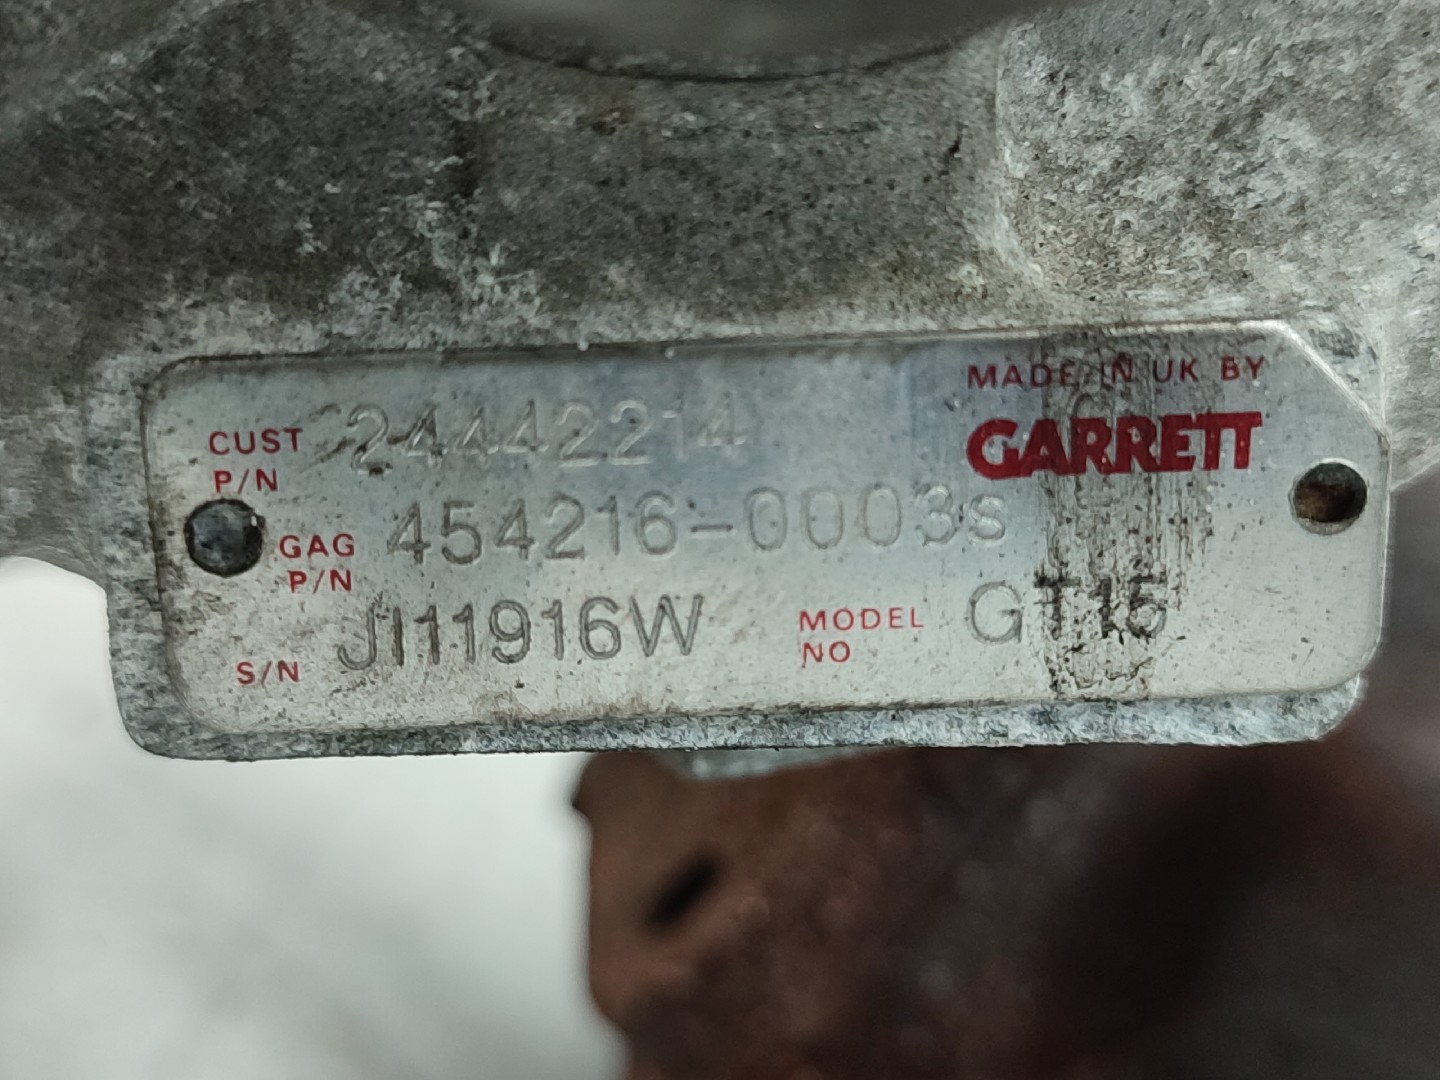 MADE IN UK BY
GARRETT
CUST P/N 24442214
GAG P/N 454216-0003S
S/N JI11916W
MODEL NO GT15